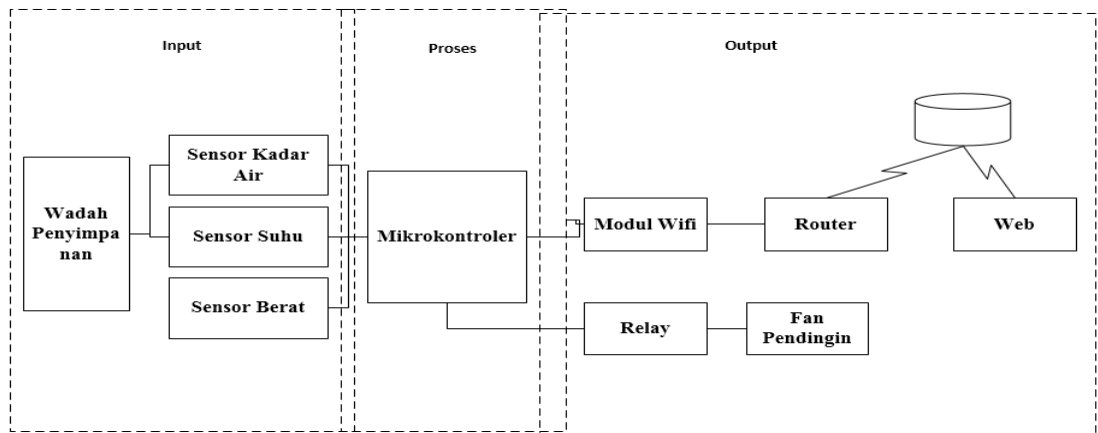 Input
Proses
Output
Wadah
Penyimpa
nan
Sensor Kadar
Air
Sensor Suhu
Sensor Berat
Mikrokontroler
Modul Wifi
Router
Web
Relay
Fan
Pendingin